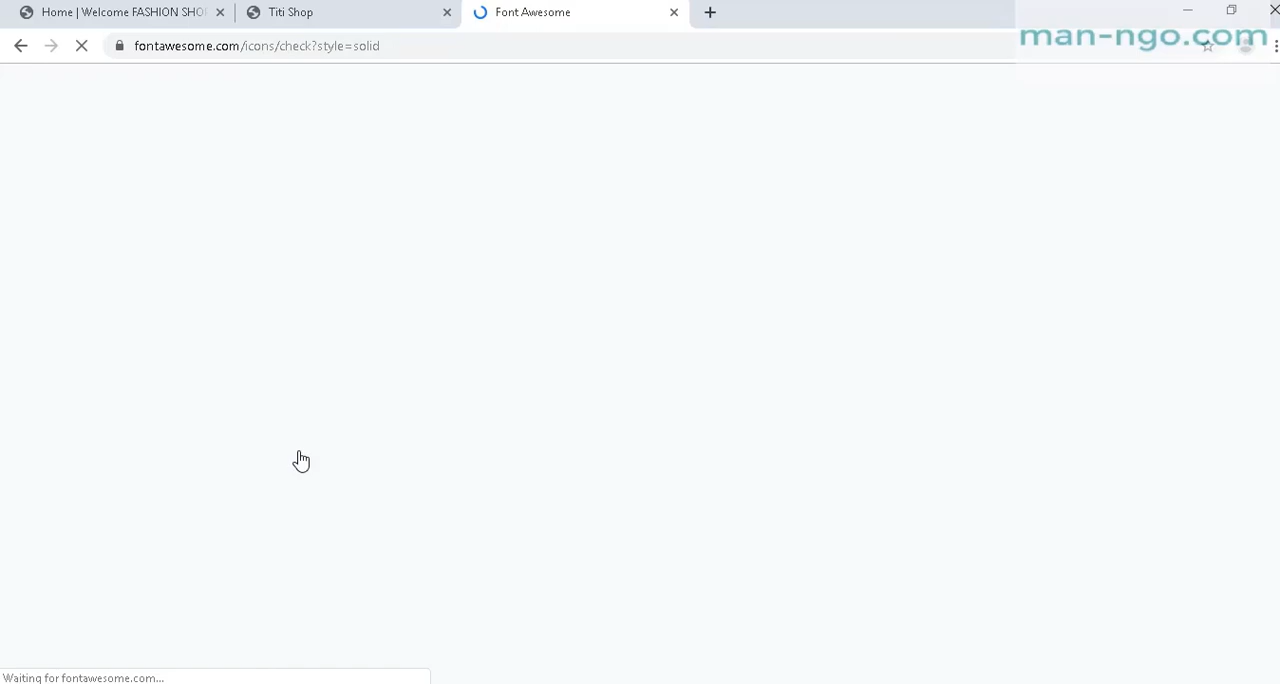 Home | Welcome FASHION SHO
Titi Shop
Font Awesome
fontawesome.com/icons/check?style=solid
man-ngo.com
Waiting for fontawesome.com...